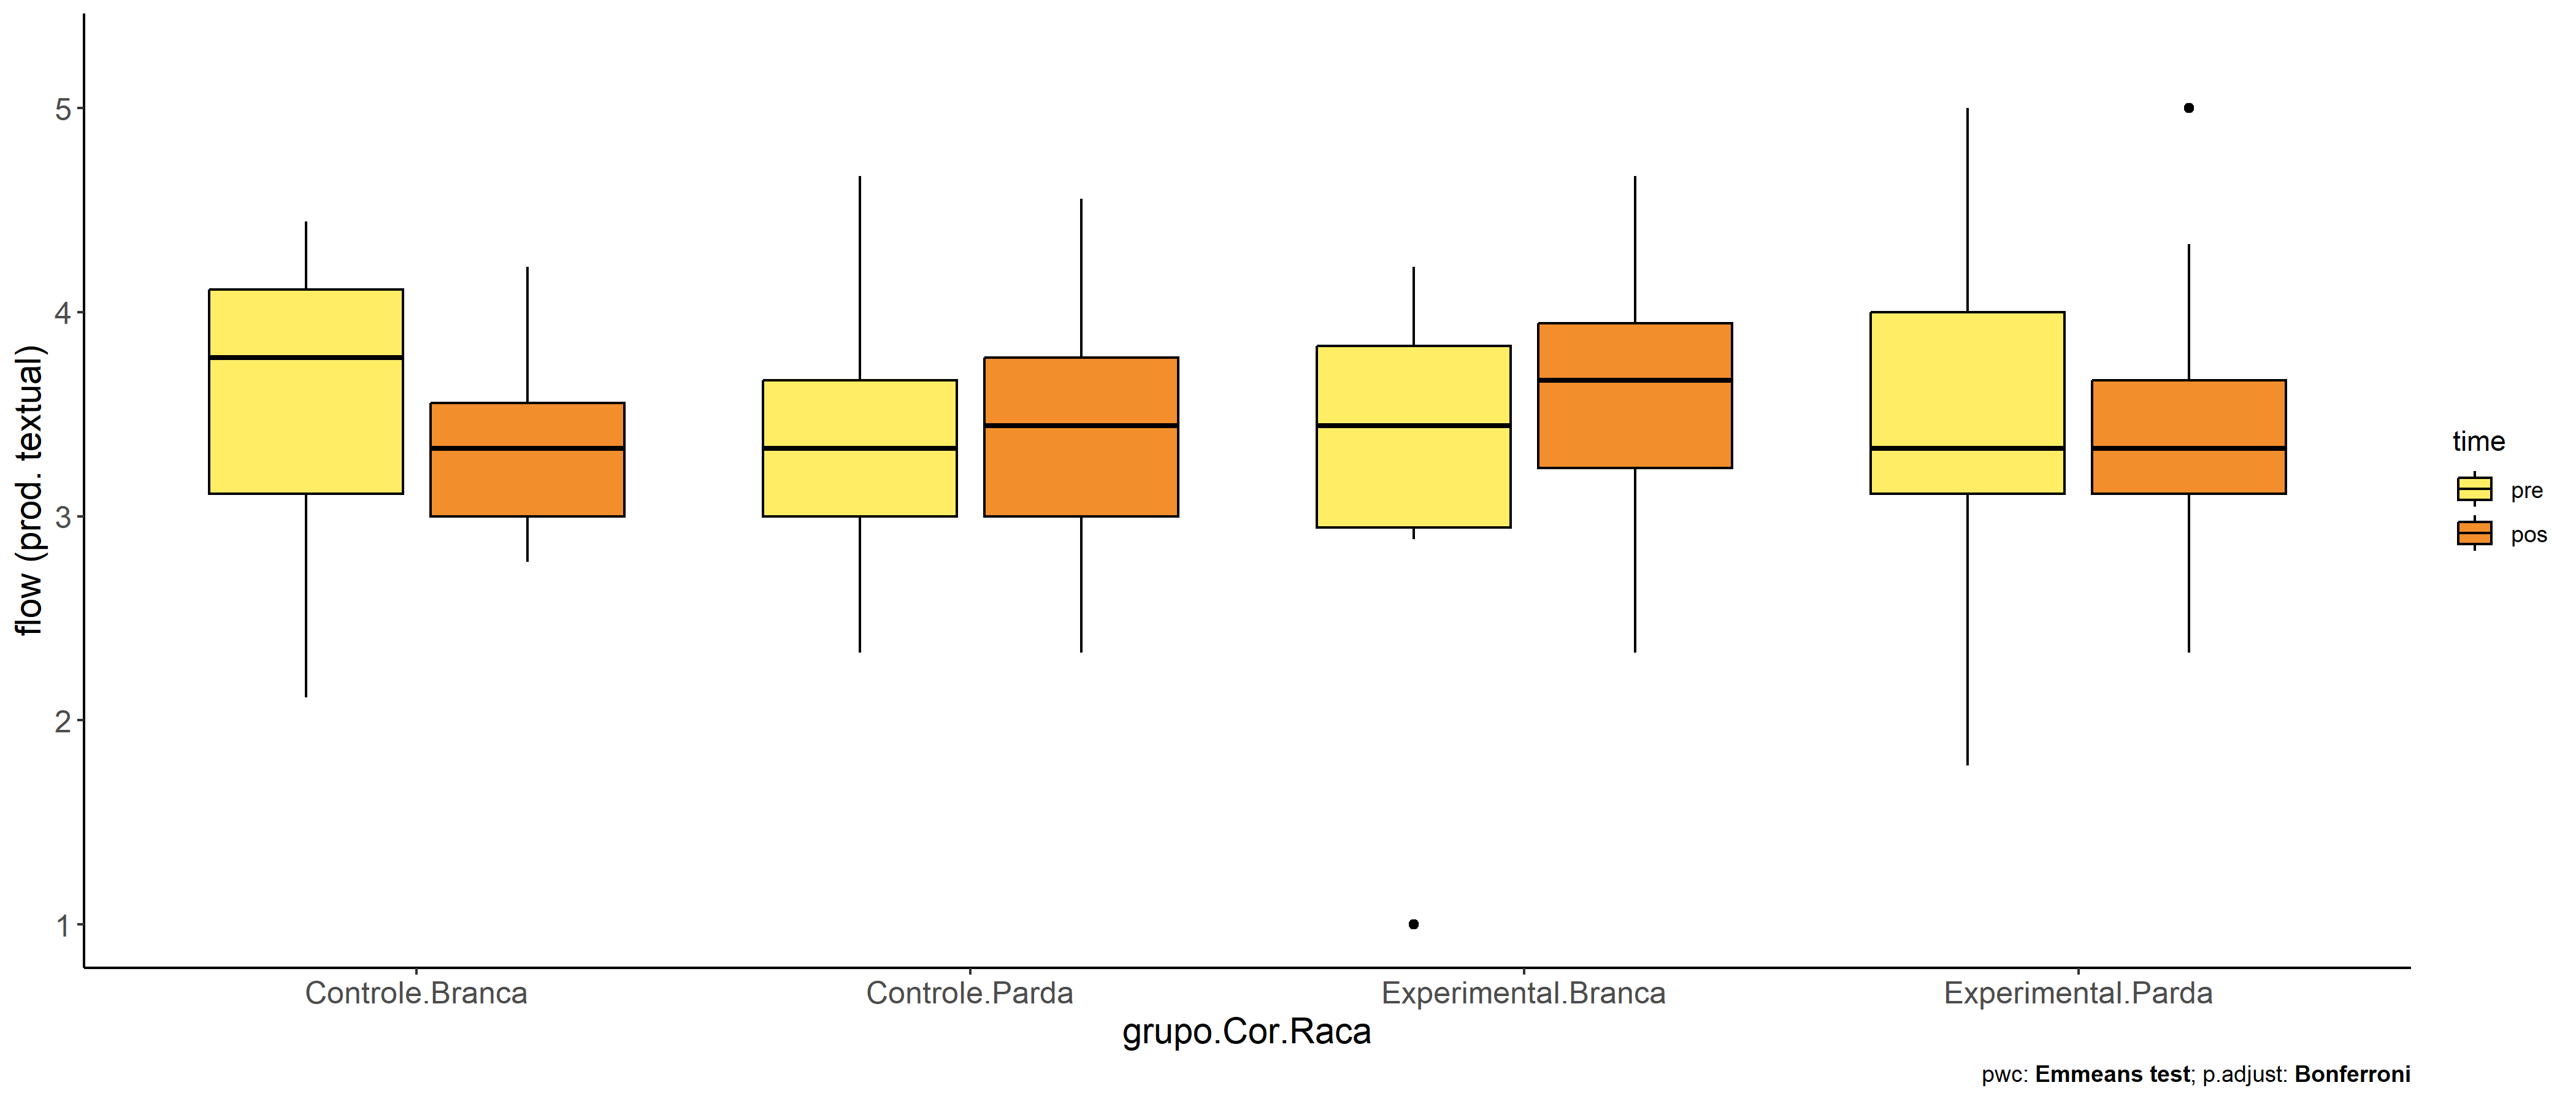 flow (prod. textual)
5
4
3
2
1
Controle.Branca
Controle.Parda
Experimental.Branca
Experimental.Parda
grupo.Cor.Raca
time
pre
pos
pwc: Emmeans test; p.adjust: Bonferroni